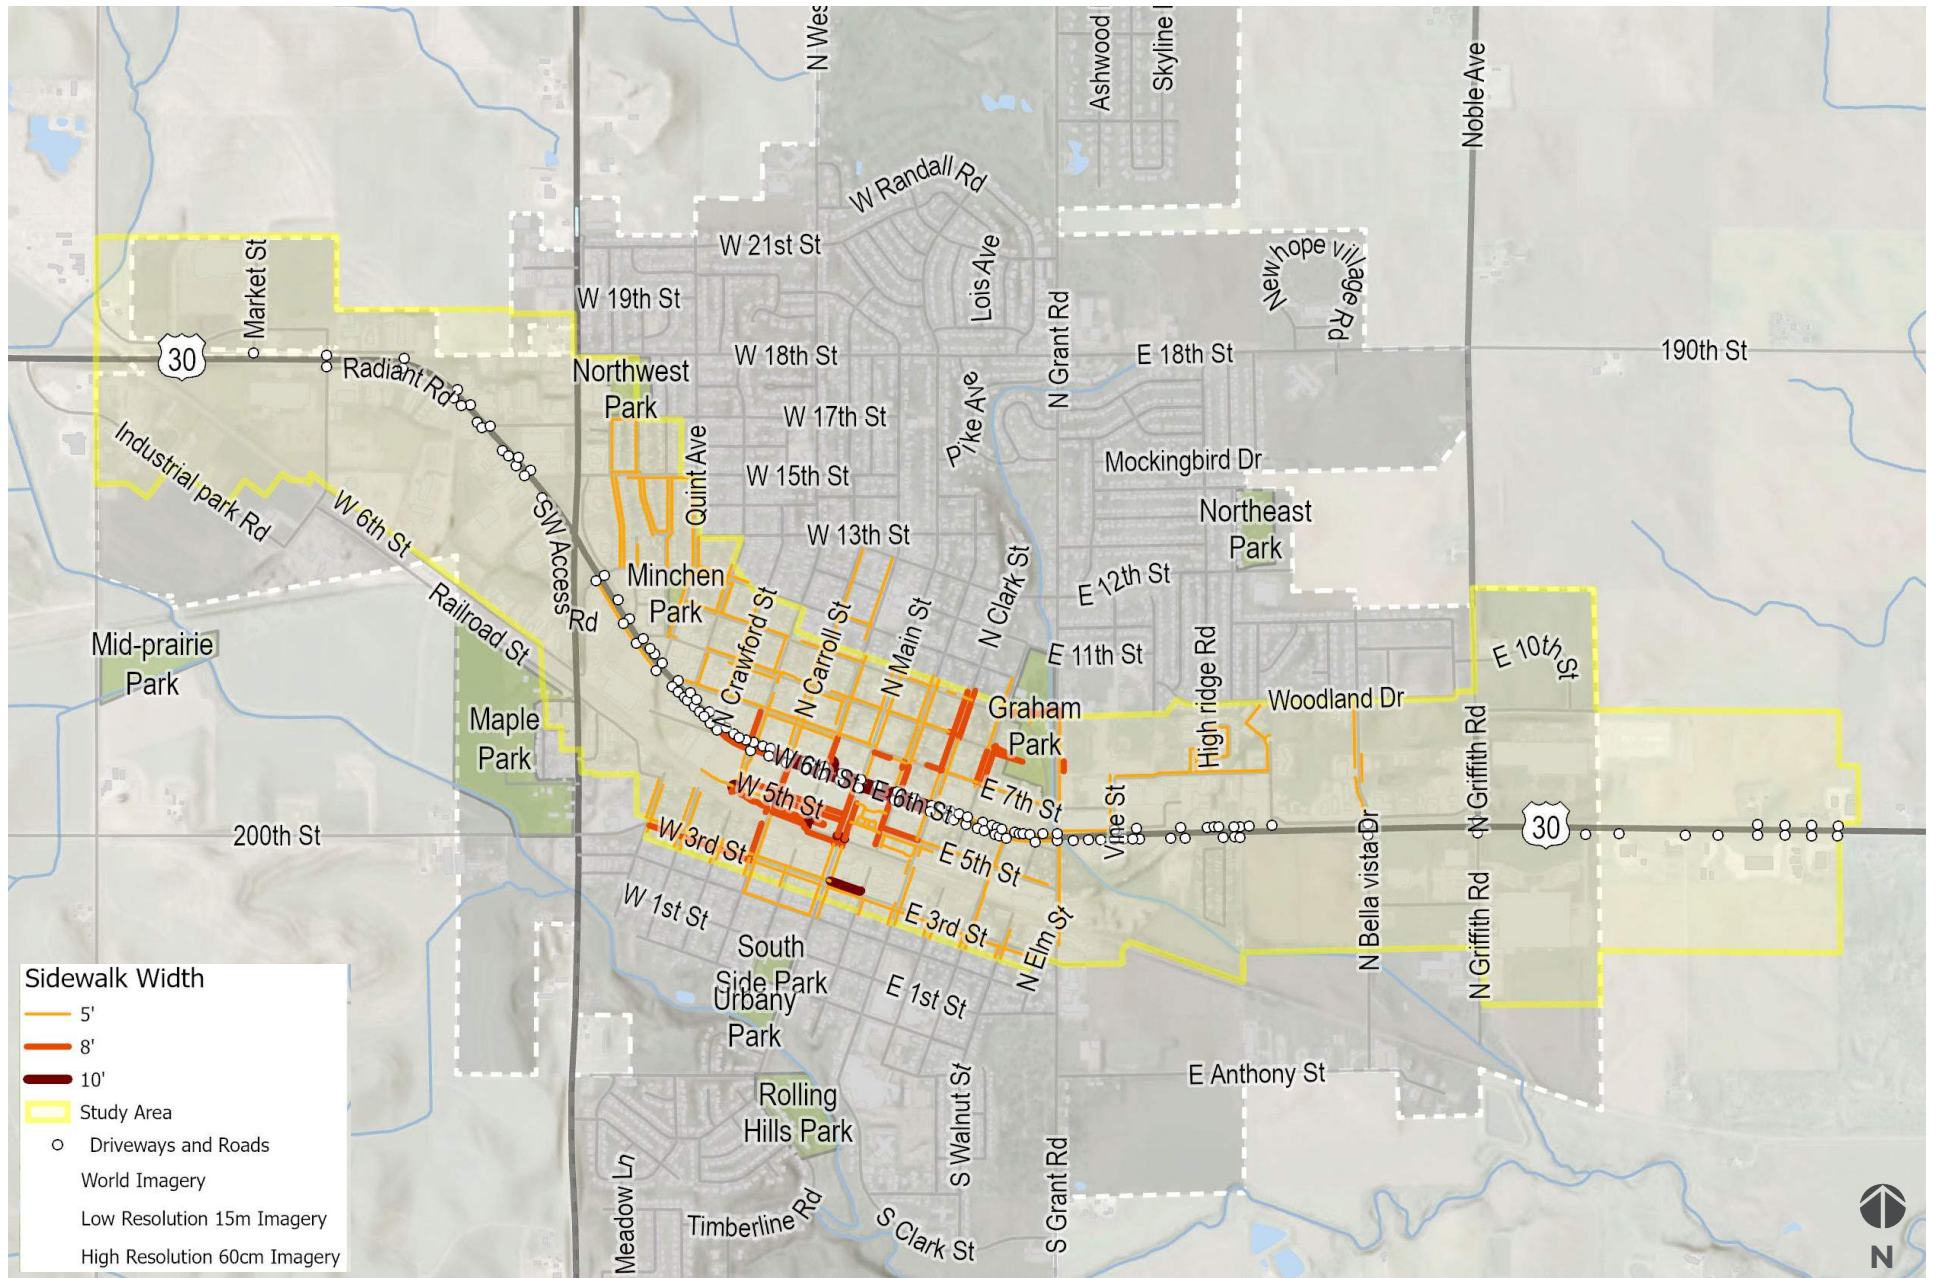 N Wes
Ashwood
Skyline
Noble Ave
W Randall Rd
W 21st St
Market St
Lois Ave
New hope village Rd
W 19th St
N Grant Rd
30
Radiant Rd
W 18th St
E 18th St
190th St
Northwest
Park
Pike Ave
W 17th St
Industrial park Rd
Quint Ave
W 15th St
Mockingbird Dr
W 6th St
SW Access Rd
W 13th St
Northeast
Park
N Clark St
E 12th St
Minchen
Park
Railroad St
N Crawford St
N Carroll St
N Main St
Mid-prairie
Park
E 11th St
High ridge Rd
E 10th St
Maple
Park
Graham
Park
Woodland Dr
N Griffith Rd
W 6th St
E 6th St
W 5th St
E 7th St
Vine St
30
200th St
W 3rd St
E 5th St
N Bella vista Dr
N Griffith Rd
W 1st St
E 3rd St
N Elm St
South
Side Park
Urbany
Park
E 1st St
E Anthony St
Rolling
Hills Park
S Walnut St
S Grant Rd
Meadow Ln
Timberline Rd
S Clark St
Sidewalk Width
5'
8'
10'
Study Area
Driveways and Roads
World Imagery
Low Resolution 15m Imagery
High Resolution 60cm Imagery
N